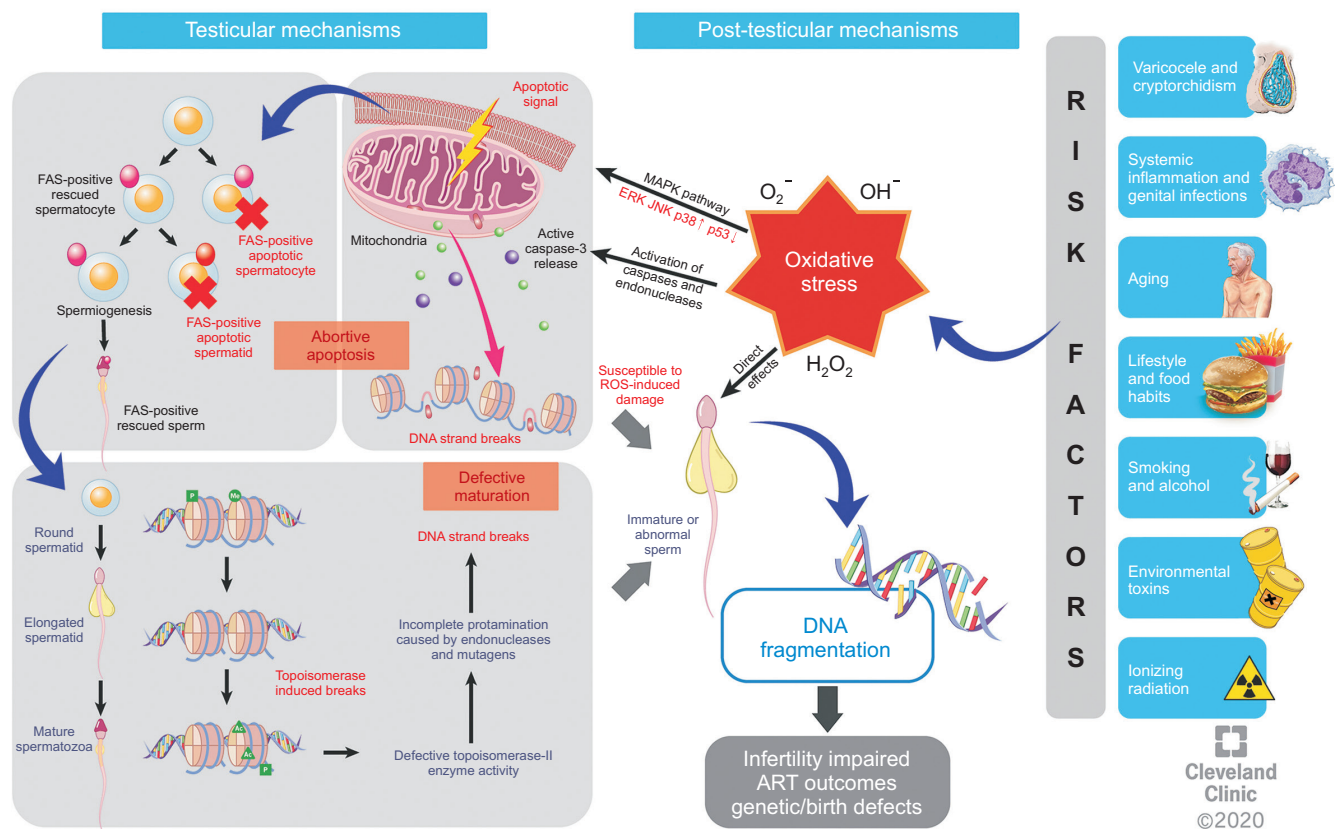 Testicular mechanisms
Post-testicular mechanisms
Apoptotic
signal
FAS-positive
rescued
spermatocyte
FAS-positive
apoptotic
spermatocyte
Spermiogenesis
FAS-positive
apoptotic
spermatid
FAS-positive
rescued sperm
Mitochondria
Active
caspase-3
release
Abortive
apoptosis
DNA strand breaks
MAPK pathway
ERK JNK p38↑ p53↓
Activation of
caspases and
endonucleases
O₂⁻
OH⁻
Oxidative
stress
H₂O₂
Direct
effects
Susceptible to
ROS-induced
damage
Immature or
abnormal
sperm
DNA
fragmentation
Infertility impaired
ART outcomes
genetic/birth defects
Defective
maturation
Round
spermatid
Elongated
spermatid
Mature
spermatozoa
P
Me
Topoisomerase
induced breaks
Ac
Ac
P
Defective topoisomerase-II
enzyme activity
Incomplete protamination
caused by endonucleases
and mutagens
DNA strand breaks
R
I
S
K
F
A
C
T
O
R
S
Varicocele and
cryptorchidism
Systemic
inflammation and
genital infections
Aging
Lifestyle
and food
habits
Smoking
and alcohol
Environmental
toxins
Ionizing
radiation
Cleveland
Clinic
©2020